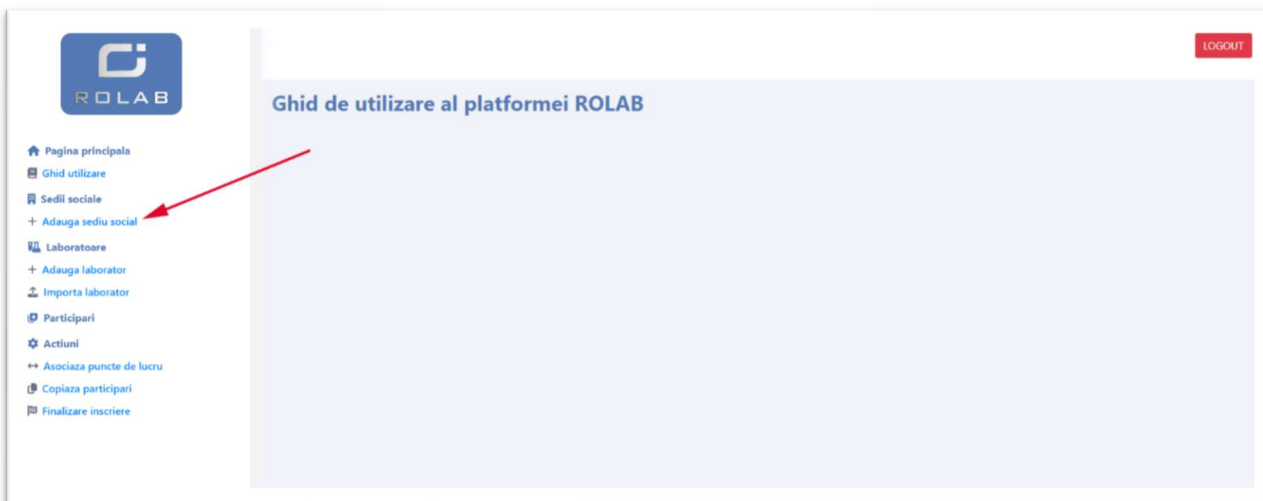 ROLAB
LOGOUT
Ghid de utilizare al platformei ROLAB
Pagina principala
Ghid utilizare
Sedii sociale
+ Adauga sediu social
Laboratoare
+ Adauga laborator
Importa laborator
Participari
Actiuni
Asociaza puncte de lucru
Copiaza participari
Finalizare inscriere